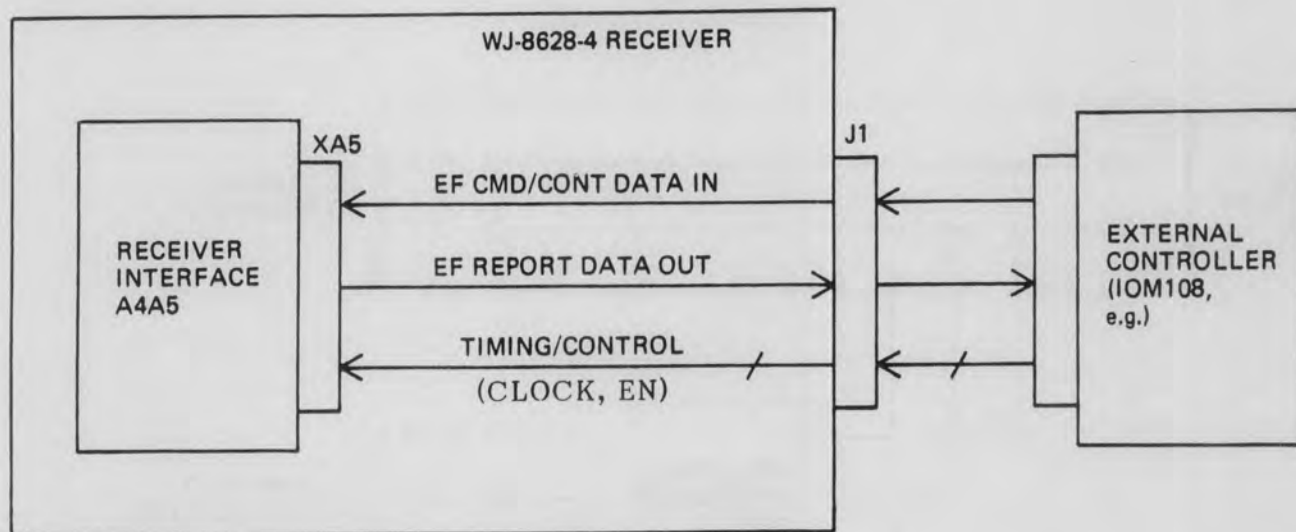 WJ-8628-4 RECEIVER
XA5
J1
EF CMD/CONT DATA IN
RECEIVER
INTERFACE
A4A5
EF REPORT DATA OUT
TIMING/CONTROL
(CLOCK, EN)
EXTERNAL
CONTROLLER
(IOM108,
e.g.)